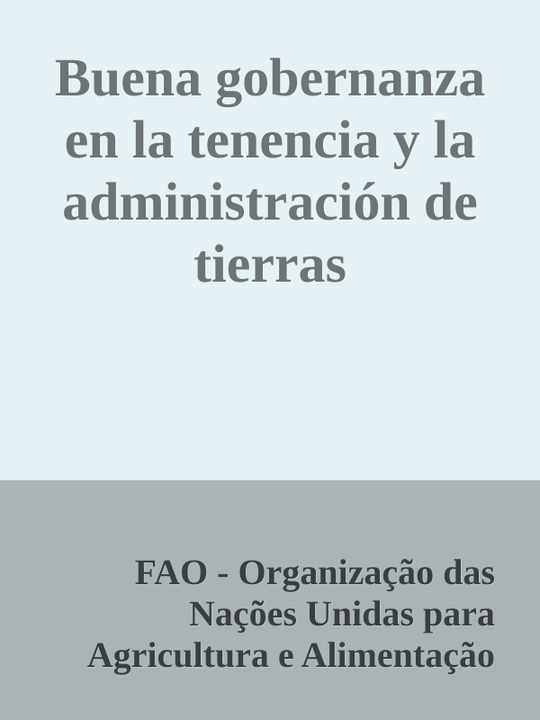 Buena gobernanza
en la tenencia y la
administración de
tierras
FAO - Organização das
Nações Unidas para
Agricultura e Alimentação